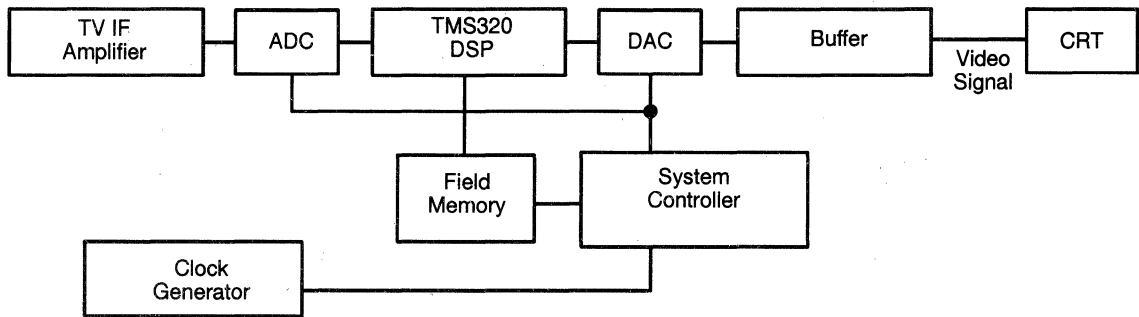 TV IF
Amplifier
ADC
TMS320
DSP
DAC
Buffer
Video
Signal
CRT
Field
Memory
System
Controller
Clock
Generator